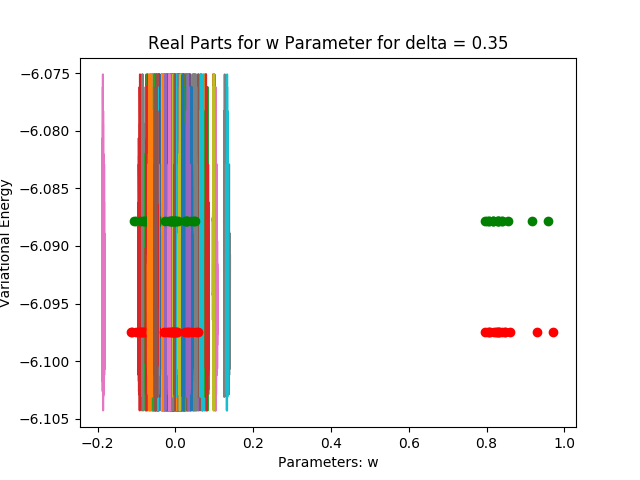 Real Parts for w Parameter for delta = 0.35
−6.075
−6.080
−6.085
−6.090
−6.095
−6.100
−6.105
Variational Energy
−0.2 0.0 0.2 0.4 0.6 0.8 1.0
Parameters: w